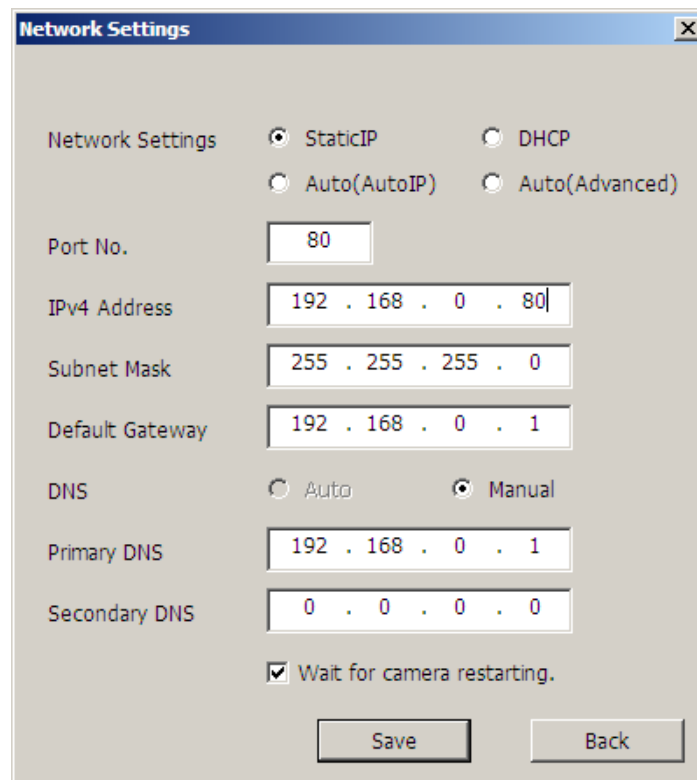 Network Settings
Network Settings StaticIP DHCP
Auto(AutoIP) Auto(Advanced)
Port No. 80
IPv4 Address 192 . 168 . 0 . 80
Subnet Mask 255 . 255 . 255 . 0
Default Gateway 192 . 168 . 0 . 1
DNS Auto Manual
Primary DNS 192 . 168 . 0 . 1
Secondary DNS 0 . 0 . 0 . 0
Wait for camera restarting.
Save Back